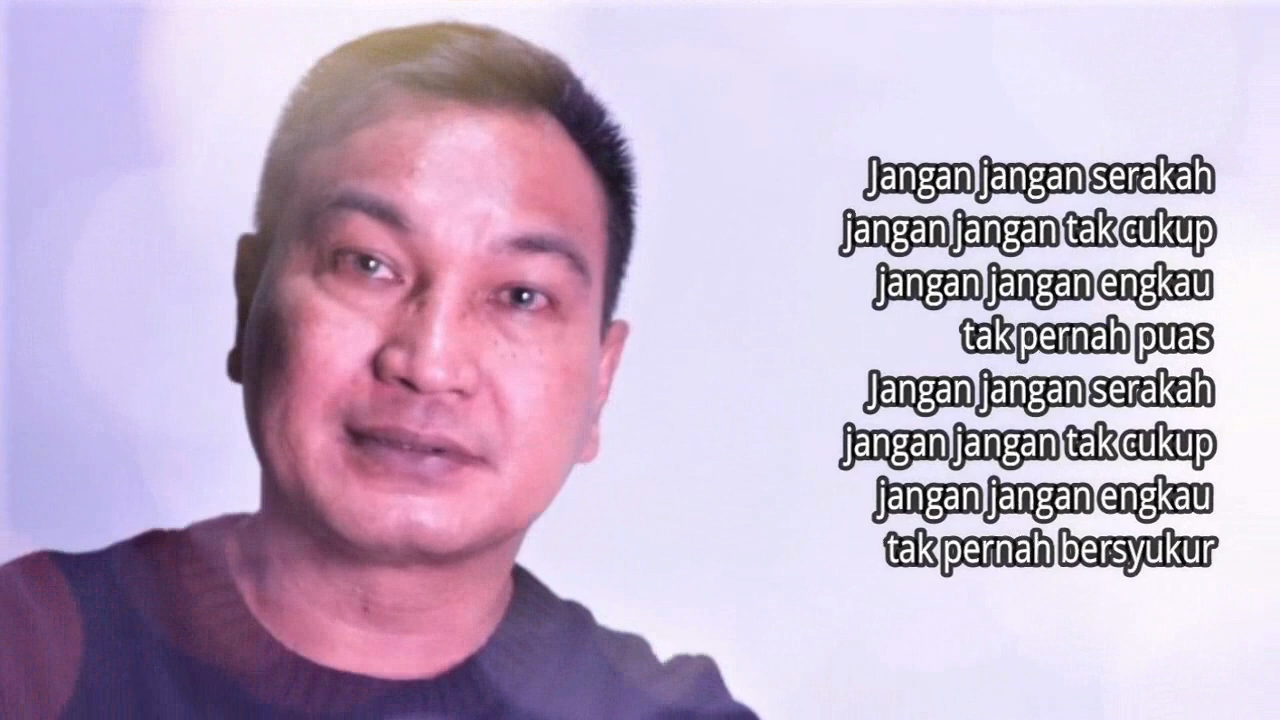 Jangan jangan serakah
jangan jangan tak cukup
jangan jangan engkau
tak pernah puas
Jangan jangan serakah
jangan jangan tak cukup
jangan jangan engkau
tak pernah bersyukur